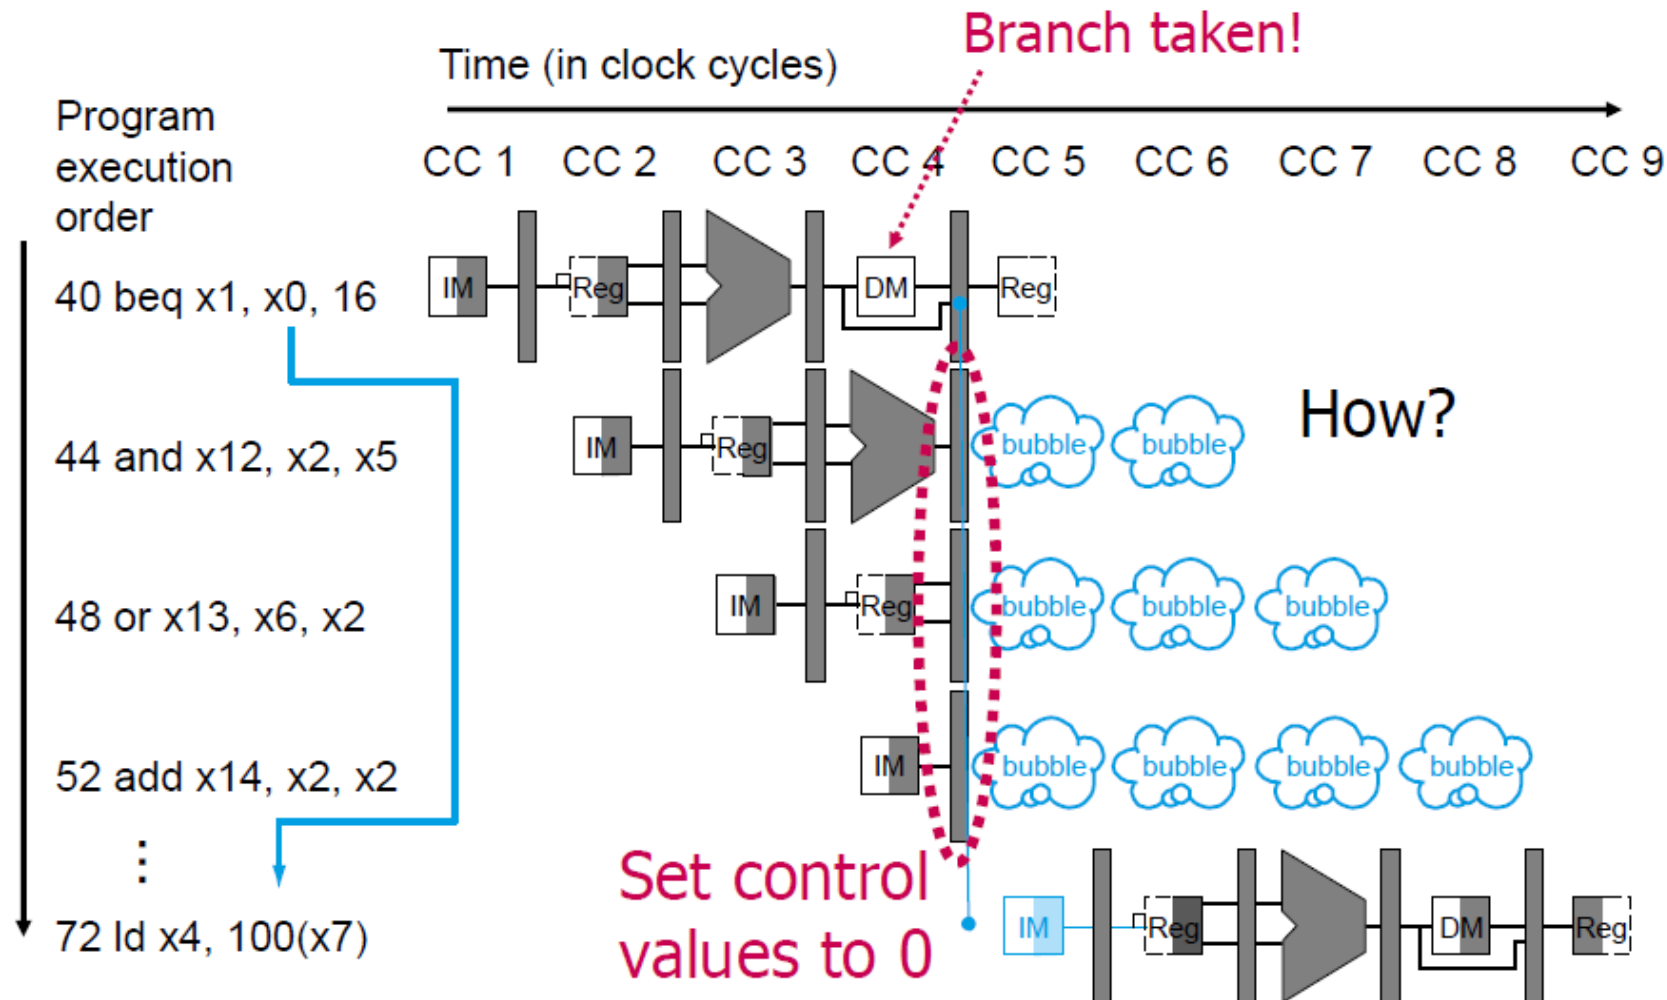 Branch taken!
Time (in clock cycles)
Program
execution
order
CC 1 CC 2 CC 3 CC 4 CC 5 CC 6 CC 7 CC 8 CC 9
40 beq x1, x0, 16
IM Reg DM Reg
How?
44 and x12, x2, x5
IM Reg bubble bubble
48 or x13, x6, x2
IM Reg bubble bubble bubble
52 add x14, x2, x2
IM bubble bubble bubble bubble
⋮
Set control
values to 0
72 ld x4, 100(x7)
IM Reg DM Reg